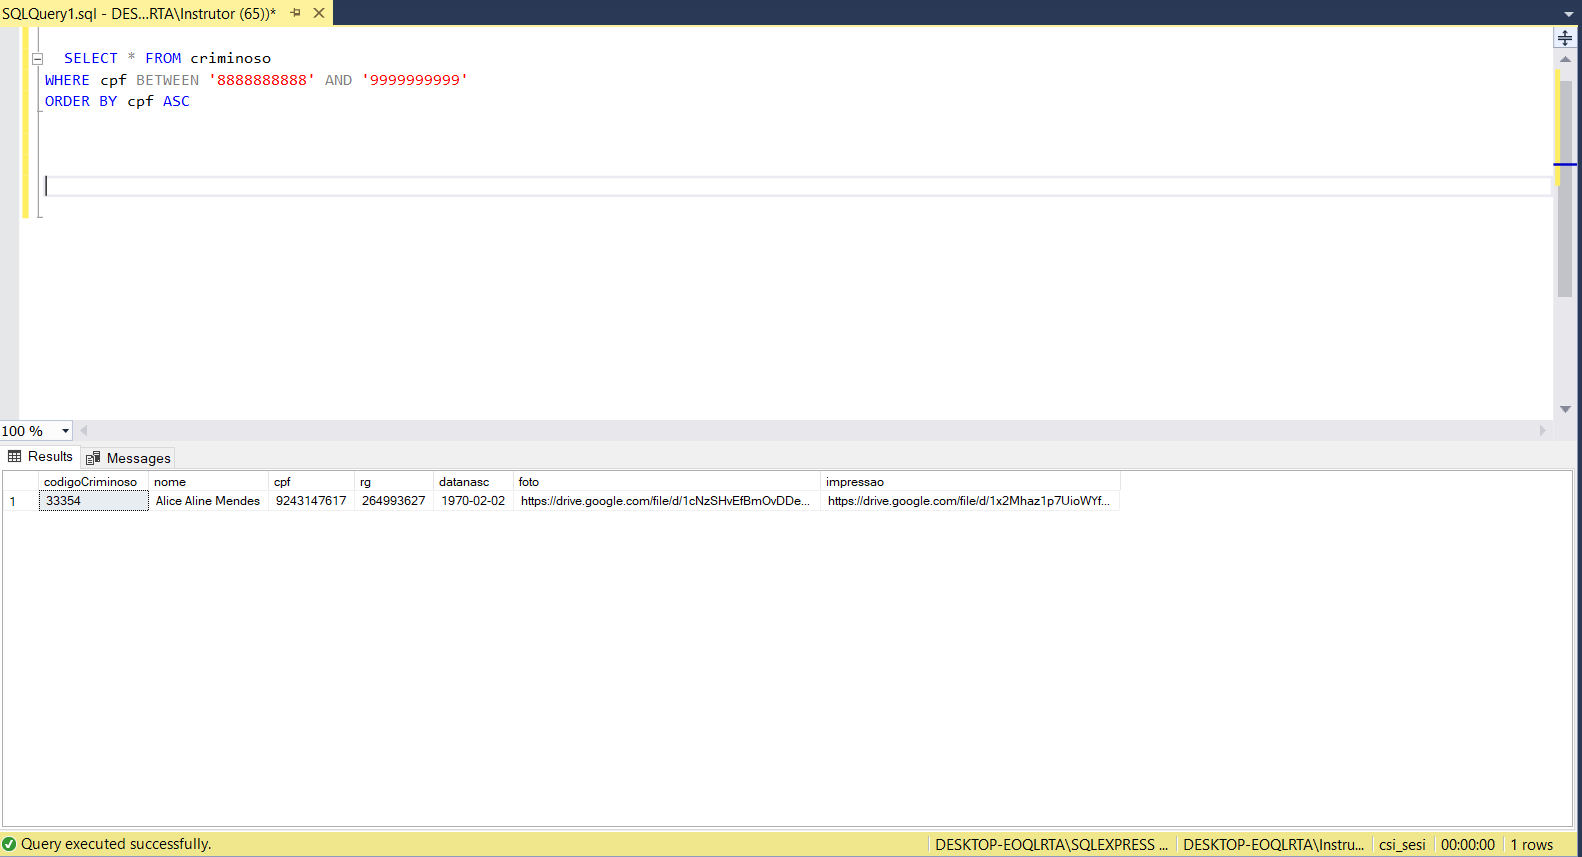 SQLQuery1.sql - DES...RTA\Instrutor (65))*
SELECT * FROM criminoso
WHERE cpf BETWEEN '8888888888' AND '9999999999'
ORDER BY cpf ASC
100 %
Results Messages
codigoCriminoso nome cpf rg datanasc foto impressao
1 33354 Alice Aline Mendes 9243147617 264993627 1970-02-02 https://drive.google.com/file/d/1cNzSHvEfBmOvDDe... https://drive.google.com/file/d/1x2Mhaz1p7UioWYf...
Query executed successfully. DESKTOP-EOQLRTA\SQLEXPRESS ... DESKTOP-EOQLRTA\Instru... csi_sesi 00:00:00 1 rows